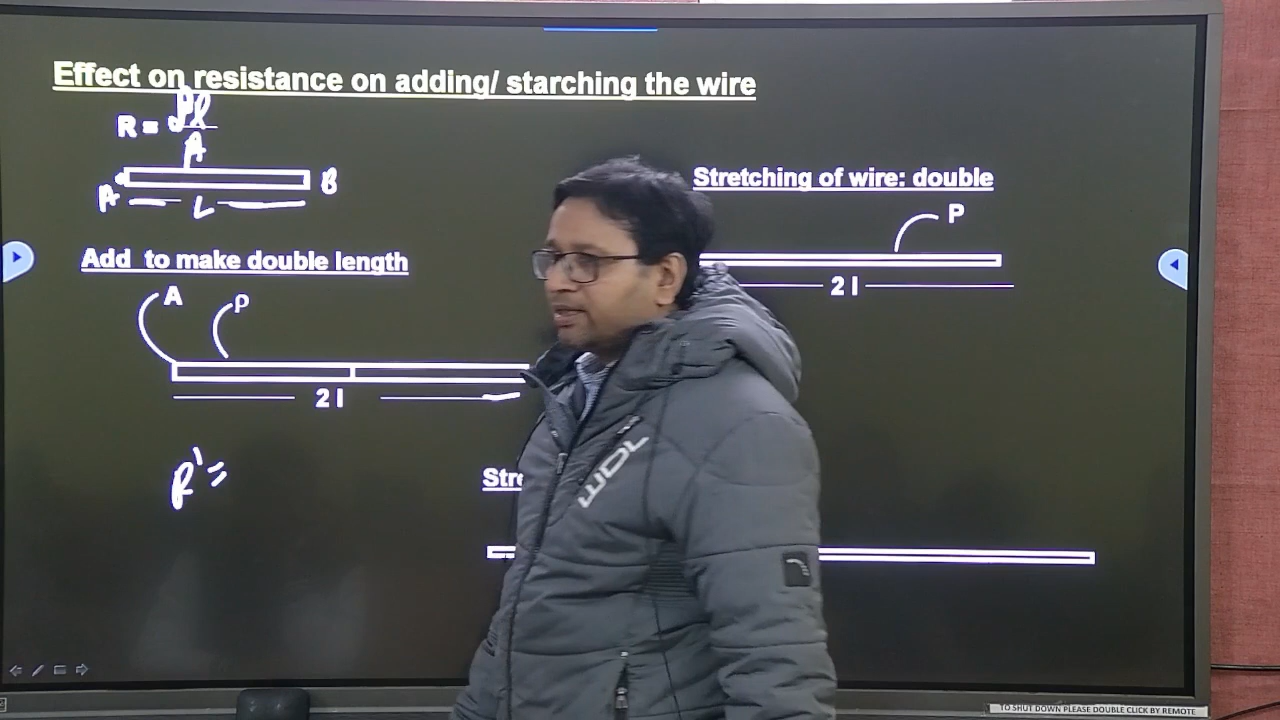 Effect on resistance on adding/ starching the wire
R = ρl
A
A B
L
Stretching of wire: double
P
2 l
Add to make double length
A P
2 l
R' =
WDL
TO SHUT DOWN PLEASE DOUBLE CLICK BY REMOTE